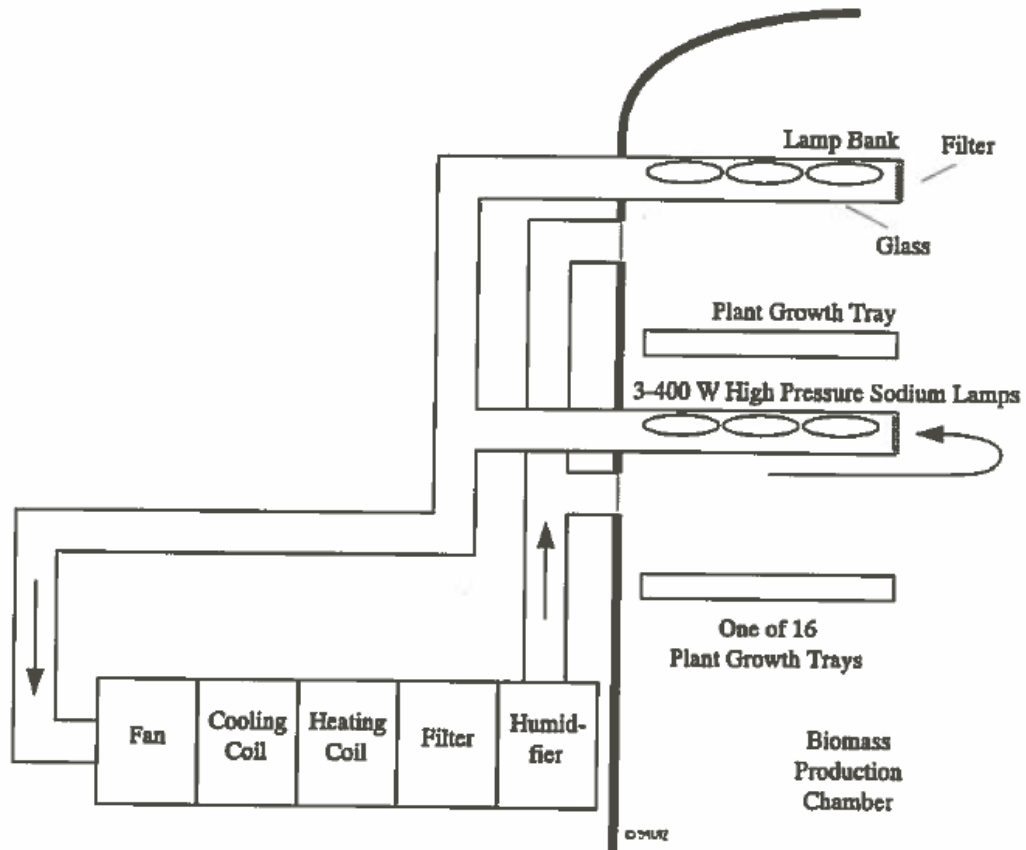 Lamp Bank
Filter
Glass
Plant Growth Tray
3-400 W High Pressure Sodium Lamps
One of 16
Plant Growth Trays
Fan
Cooling
Coil
Heating
Coil
Filter
Humid-
fier
Biomass
Production
Chamber